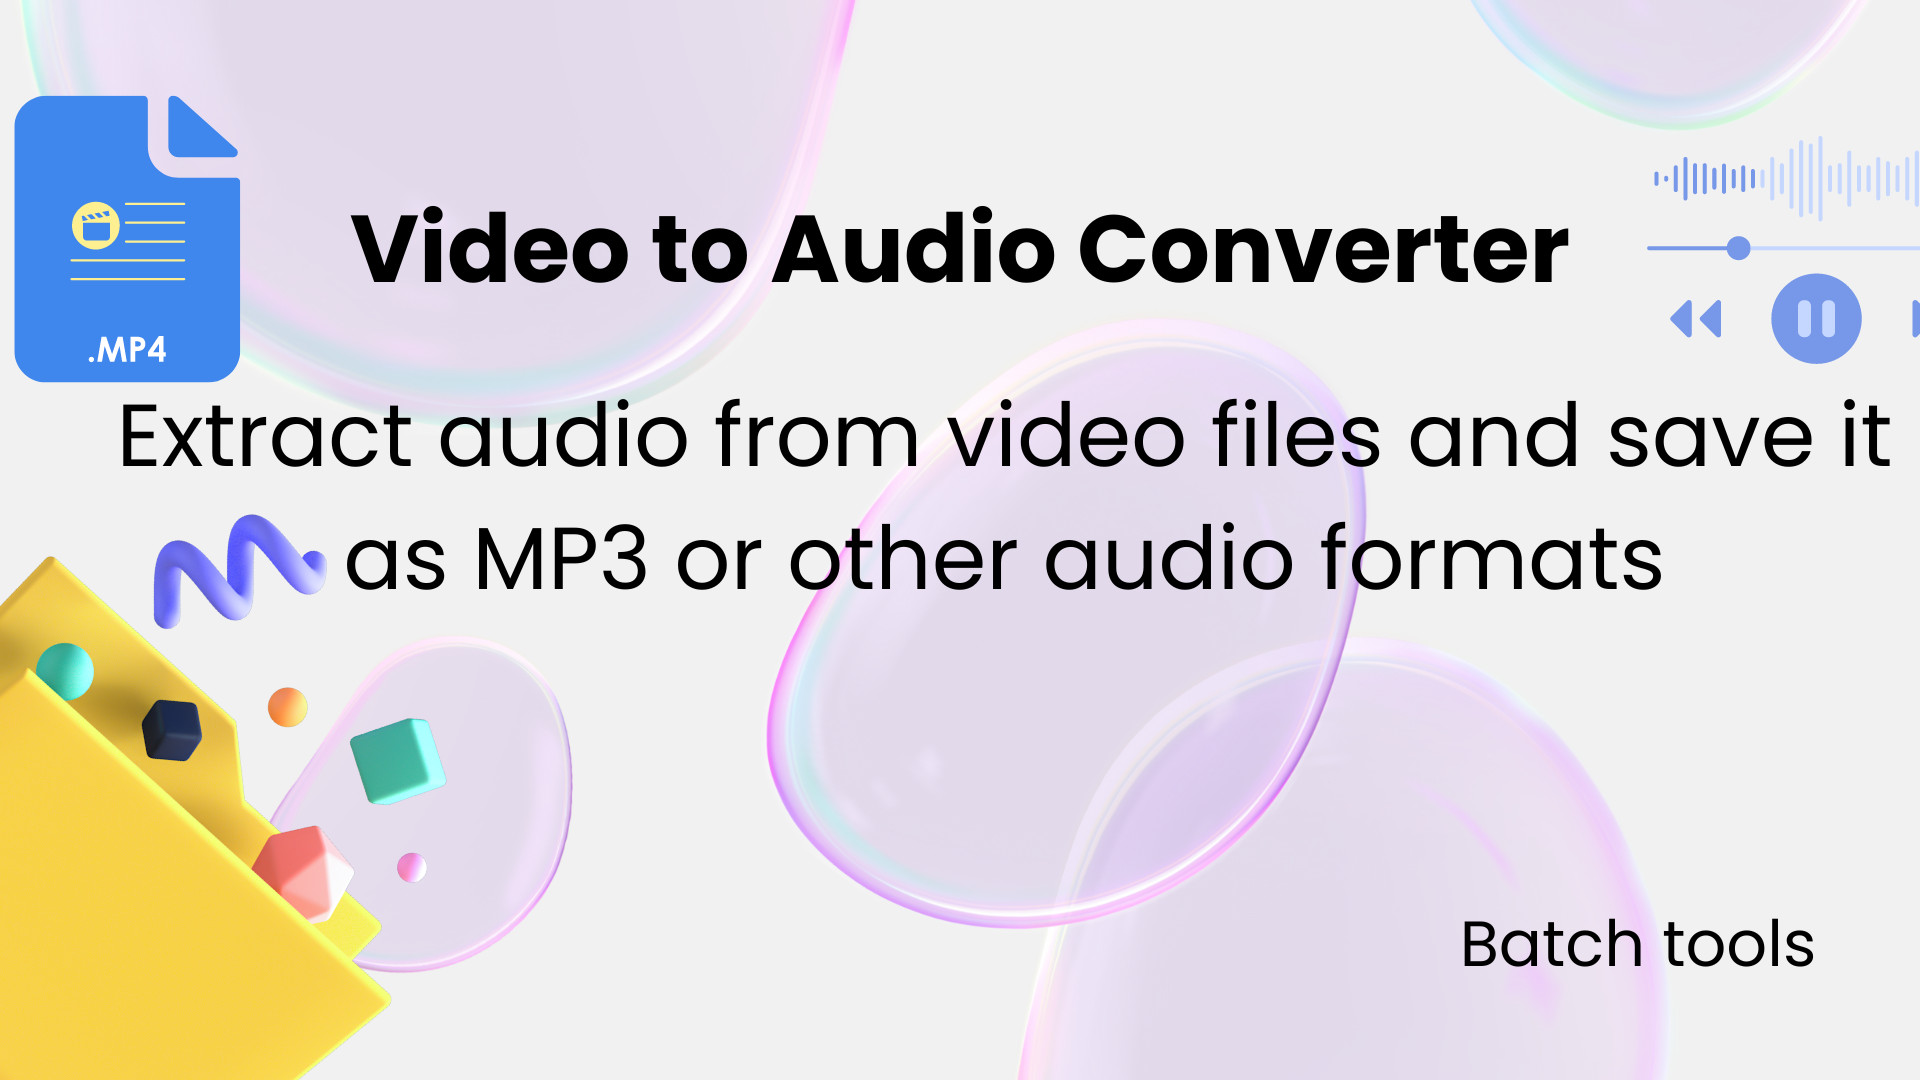 Video to Audio Converter
.MP4
Extract audio from video files and save it
as MP3 or other audio formats
Batch tools